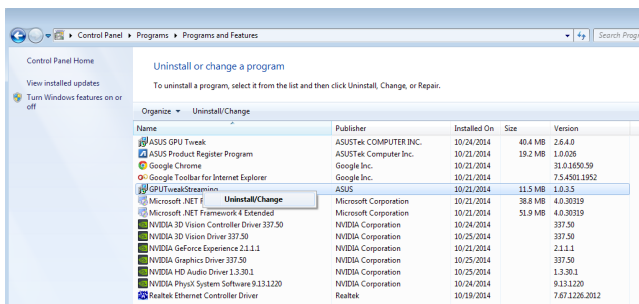 Control Panel ▸ Programs ▸ Programs and Features
Search Prog
Control Panel Home
View installed updates
Turn Windows features on or
off
Uninstall or change a program
To uninstall a program, select it from the list and then click Uninstall, Change, or Repair.
Organize Uninstall/Change
Name Publisher Installed On Size Version
ASUS GPU Tweak ASUSTek COMPUTER INC. 10/24/2014 40.4 MB 2.6.4.0
ASUS Product Register Program ASUSTek Computer Inc. 10/21/2014 19.2 MB 1.0.026
Google Chrome Google Inc. 10/21/2014 31.0.1650.59
Google Toolbar for Internet Explorer Google Inc. 10/21/2014 7.5.4501.1952
GPUTweakStreaming ASUS 10/21/2014 11.5 MB 1.0.3.5
Microsoft .NET F Uninstall/Change Microsoft Corporation 10/21/2014 38.8 MB 4.0.30319
Microsoft .NET Framework 4 Extended Microsoft Corporation 10/21/2014 51.9 MB 4.0.30319
NVIDIA 3D Vision Controller Driver 337.50 NVIDIA Corporation 10/24/2014 337.50
NVIDIA 3D Vision Driver 337.50 NVIDIA Corporation 10/25/2014 337.50
NVIDIA GeForce Experience 2.1.1.1 NVIDIA Corporation 10/21/2014 2.1.1.1
NVIDIA Graphics Driver 337.50 NVIDIA Corporation 10/25/2014 337.50
NVIDIA HD Audio Driver 1.3.30.1 NVIDIA Corporation 10/25/2014 1.3.30.1
NVIDIA PhysX System Software 9.13.1220 NVIDIA Corporation 10/24/2014 9.13.1220
Realtek Ethernet Controller Driver Realtek 10/19/2014 7.67.1226.2012